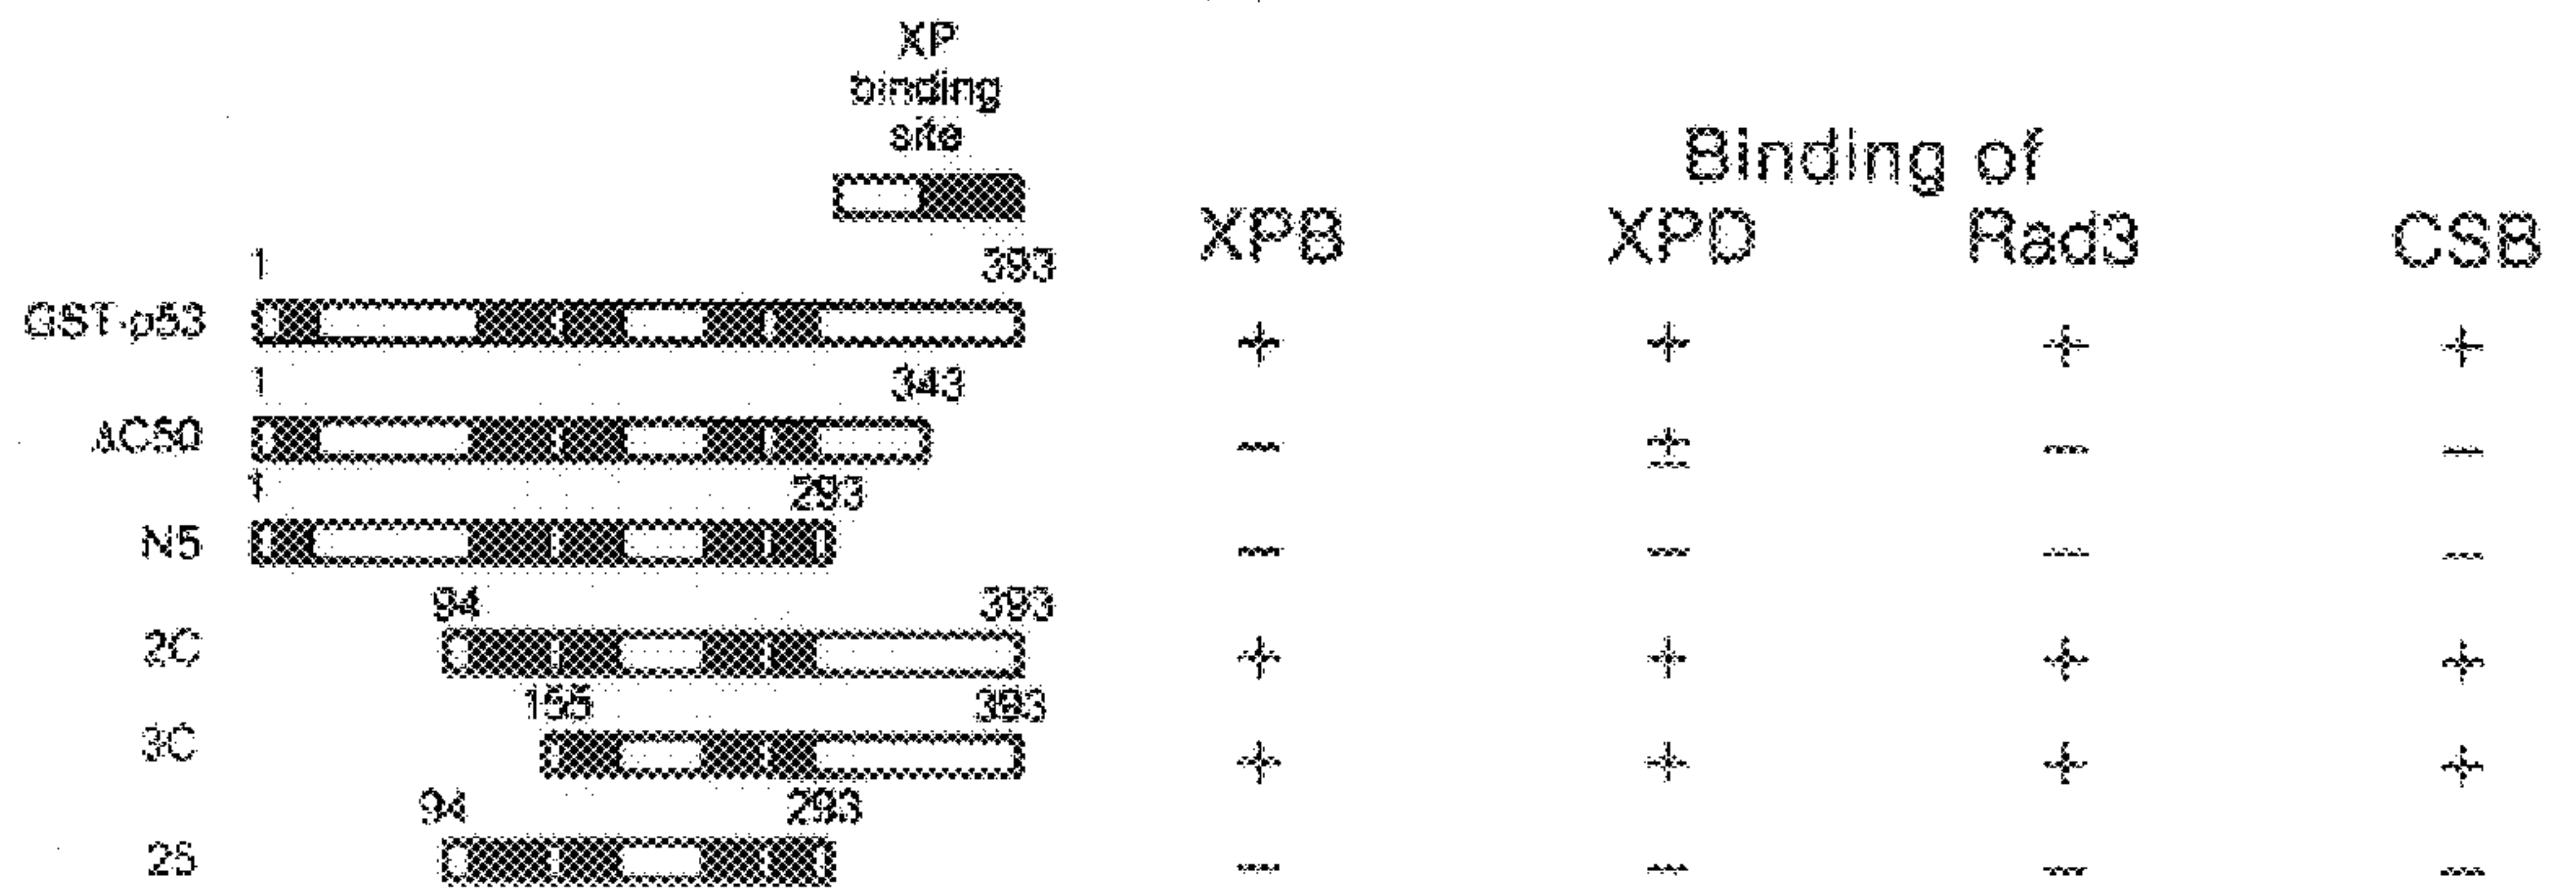 XP
binding
site
Binding of
XPB XPD Rad3 CSB
1 393
GST-p53 + + + +
1 343
ΔC50 − ± − −
1 293
N5 − − − −
94 393
2C + + + +
155 393
3C + + + +
94 293
25 − − − −